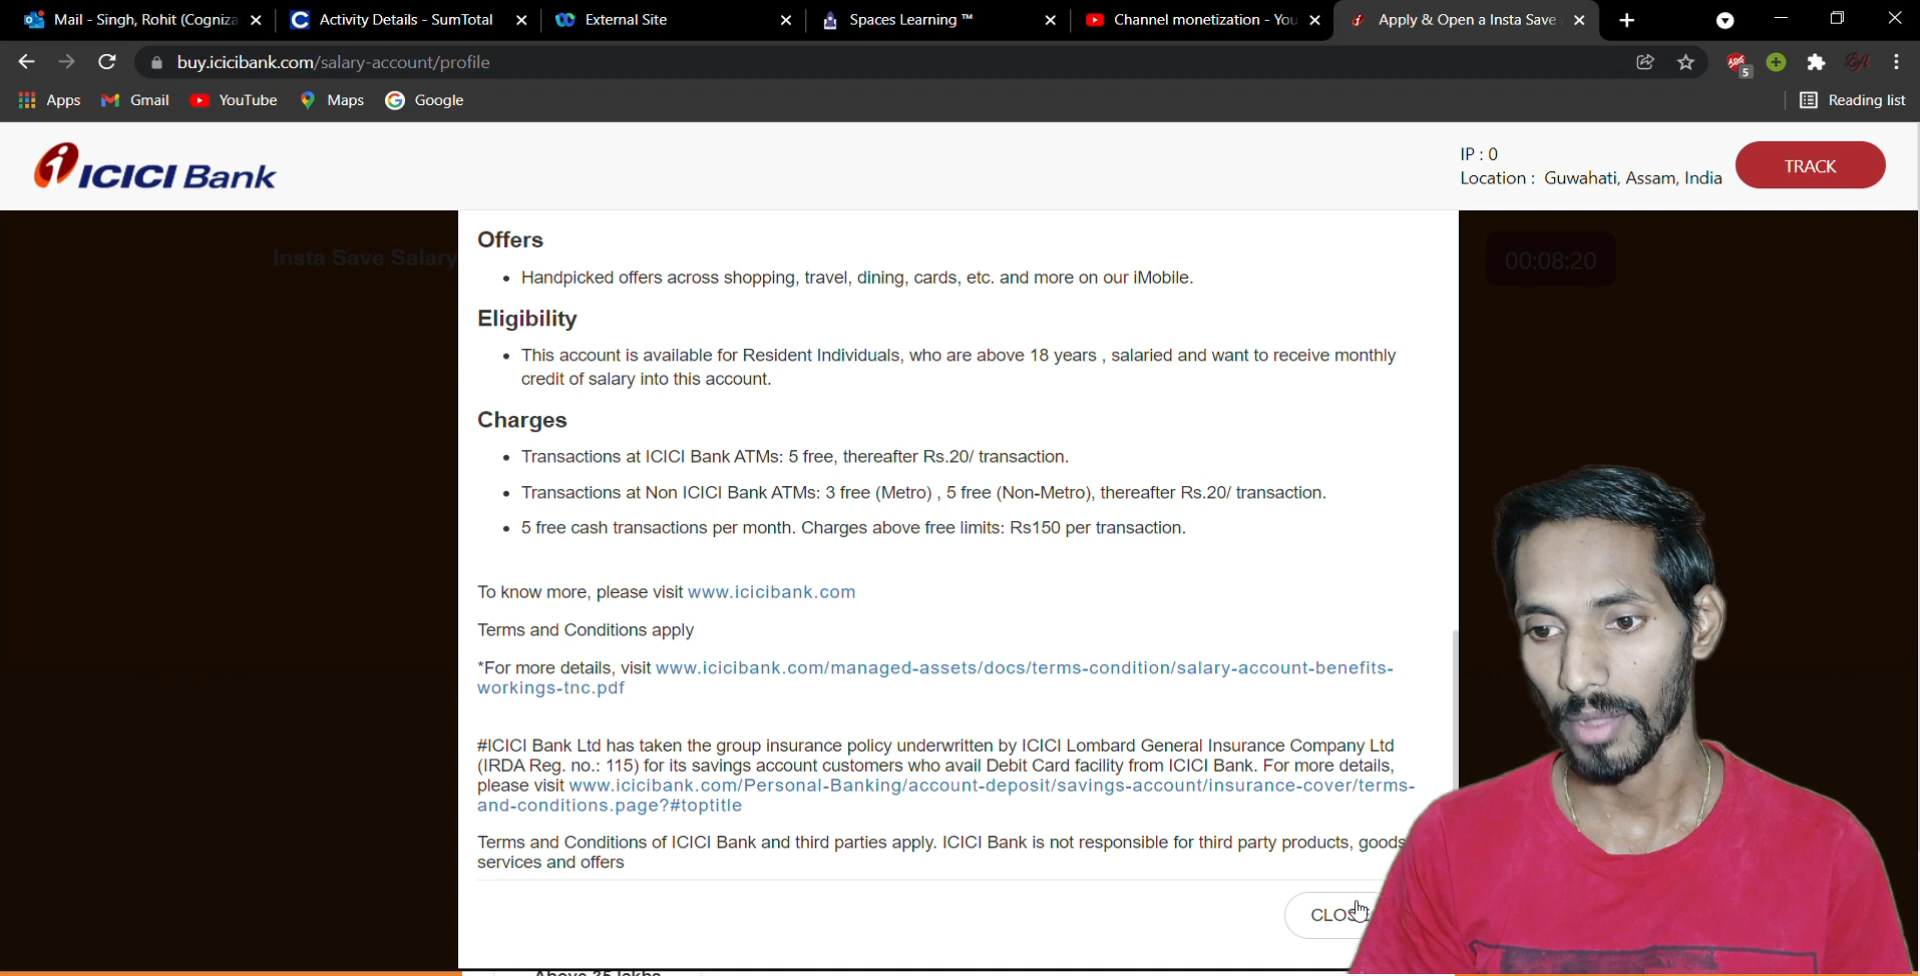 Mail - Singh, Rohit (Cogniza
Activity Details - SumTotal
External Site
Spaces Learning ™
Channel monetization - You
Apply & Open a Insta Save
buy.icicibank.com/salary-account/profile
5
Apps
Gmail
YouTube
Maps
Google
Reading list
ICICI Bank
IP : 0
Location : Guwahati, Assam, India
TRACK
Insta Save Salary
00:08:20
Offers
• Handpicked offers across shopping, travel, dining, cards, etc. and more on our iMobile.
Eligibility
• This account is available for Resident Individuals, who are above 18 years , salaried and want to receive monthly
credit of salary into this account.
Charges
• Transactions at ICICI Bank ATMs: 5 free, thereafter Rs.20/ transaction.
• Transactions at Non ICICI Bank ATMs: 3 free (Metro) , 5 free (Non-Metro), thereafter Rs.20/ transaction.
• 5 free cash transactions per month. Charges above free limits: Rs150 per transaction.
To know more, please visit www.icicibank.com
Terms and Conditions apply
*For more details, visit www.icicibank.com/managed-assets/docs/terms-condition/salary-account-benefits-
workings-tnc.pdf
#ICICI Bank Ltd has taken the group insurance policy underwritten by ICICI Lombard General Insurance Company Ltd
(IRDA Reg. no.: 115) for its savings account customers who avail Debit Card facility from ICICI Bank. For more details,
please visit www.icicibank.com/Personal-Banking/account-deposit/savings-account/insurance-cover/terms-
and-conditions.page?#toptitle
Terms and Conditions of ICICI Bank and third parties apply. ICICI Bank is not responsible for third party products, goods
services and offers
CLOSE
Above 35 lakhs